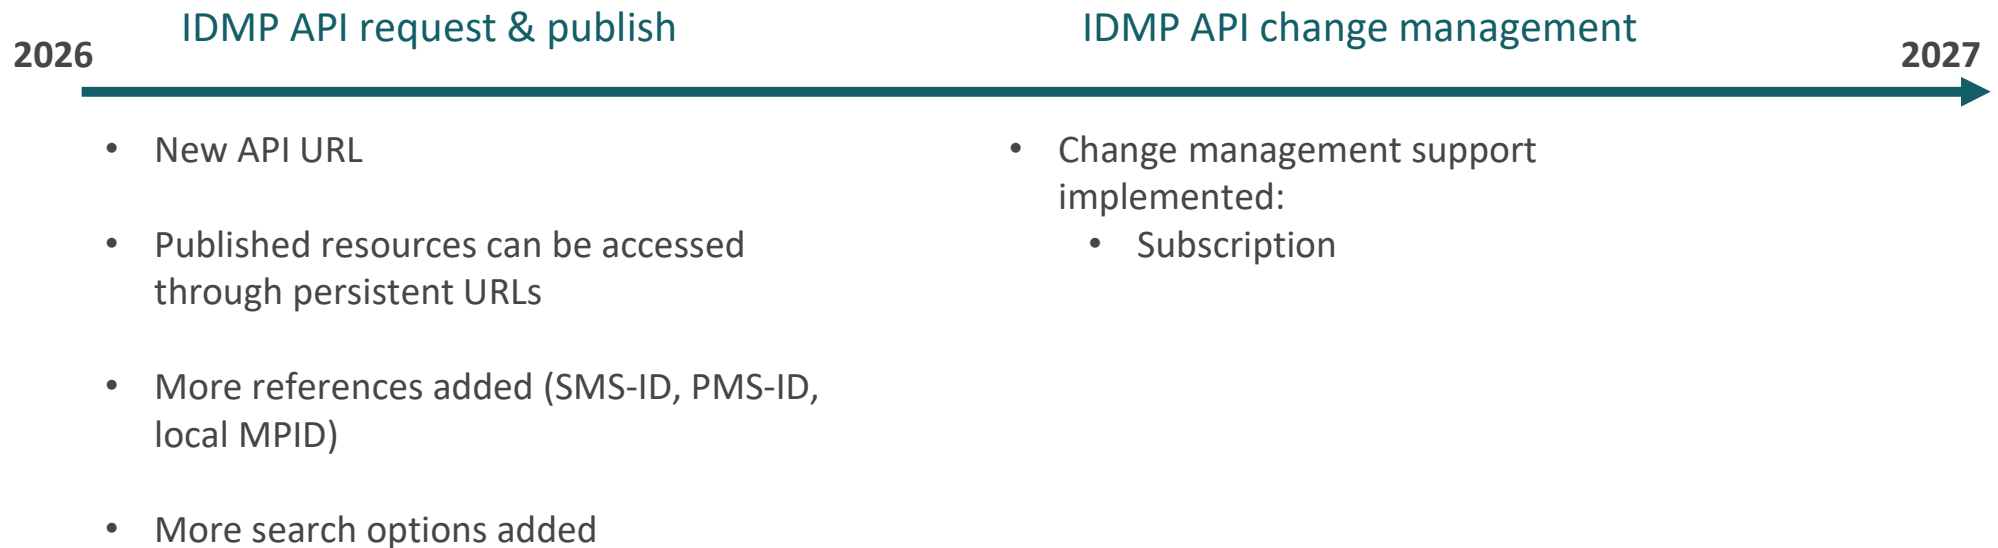 IDMP API request & publish
IDMP API change management
2026
2027
• New API URL
• Published resources can be accessed
through persistent URLs
• More references added (SMS-ID, PMS-ID,
local MPID)
• More search options added
• Change management support
implemented:
• Subscription